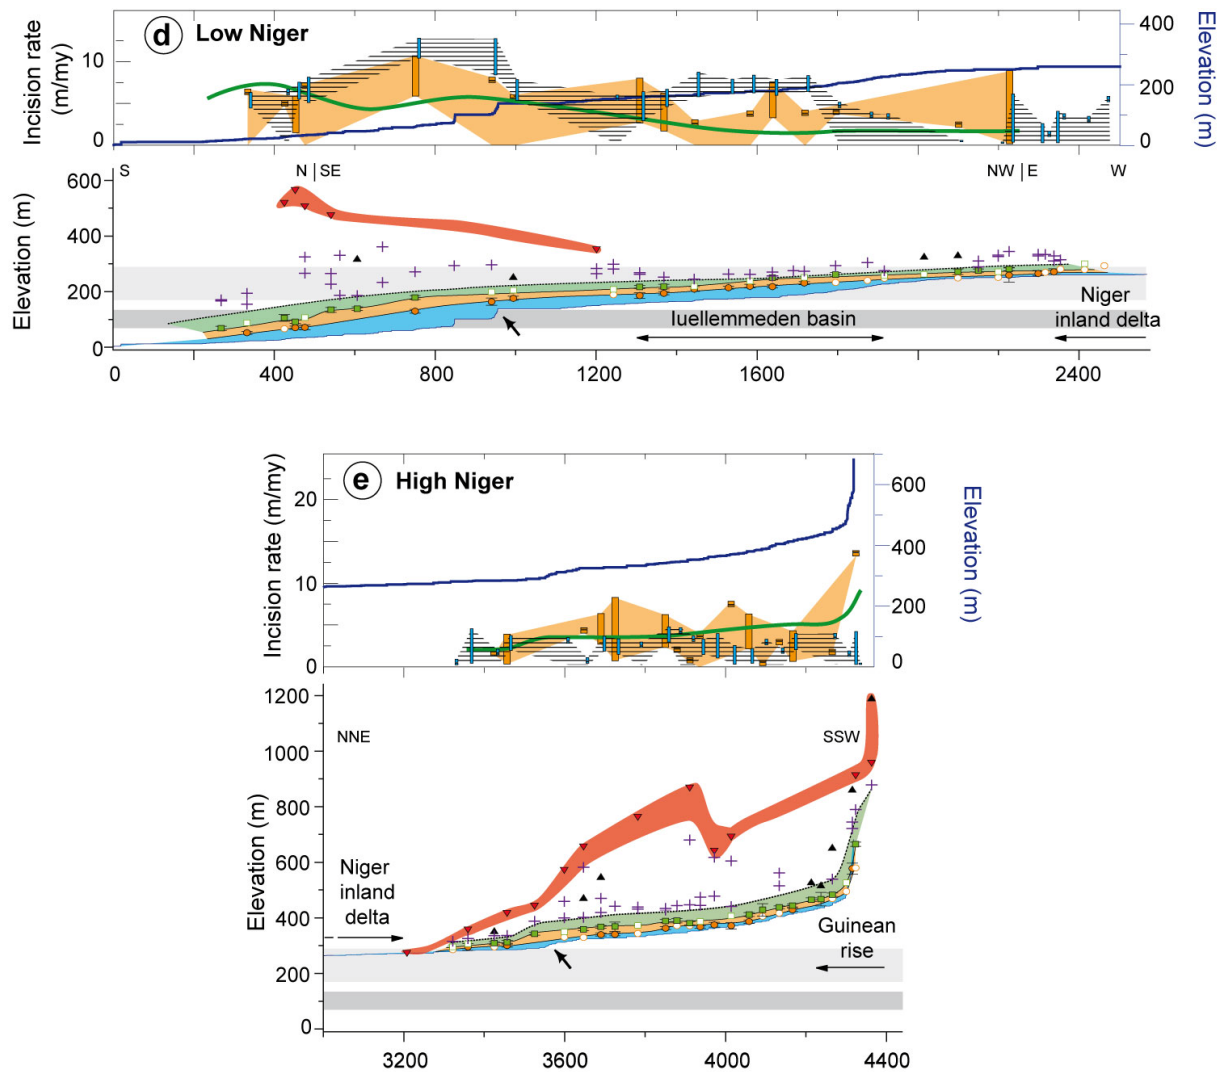 d Low Niger
Incision rate
(m/my)
10
0
400
200
0
Elevation (m)
S
N | SE
NW | E
W
Elevation (m)
600
400
200
0
Iuellemmeden basin
Niger
inland delta
0 400 800 1200 1600 2000 2400
e High Niger
Incision rate (m/my)
20
10
0
600
400
200
0
Elevation
(m)
Elevation (m)
1200
1000
800
600
400
200
0
NNE
SSW
Niger
inland
delta
Guinean
rise
3200 3600 4000 4400